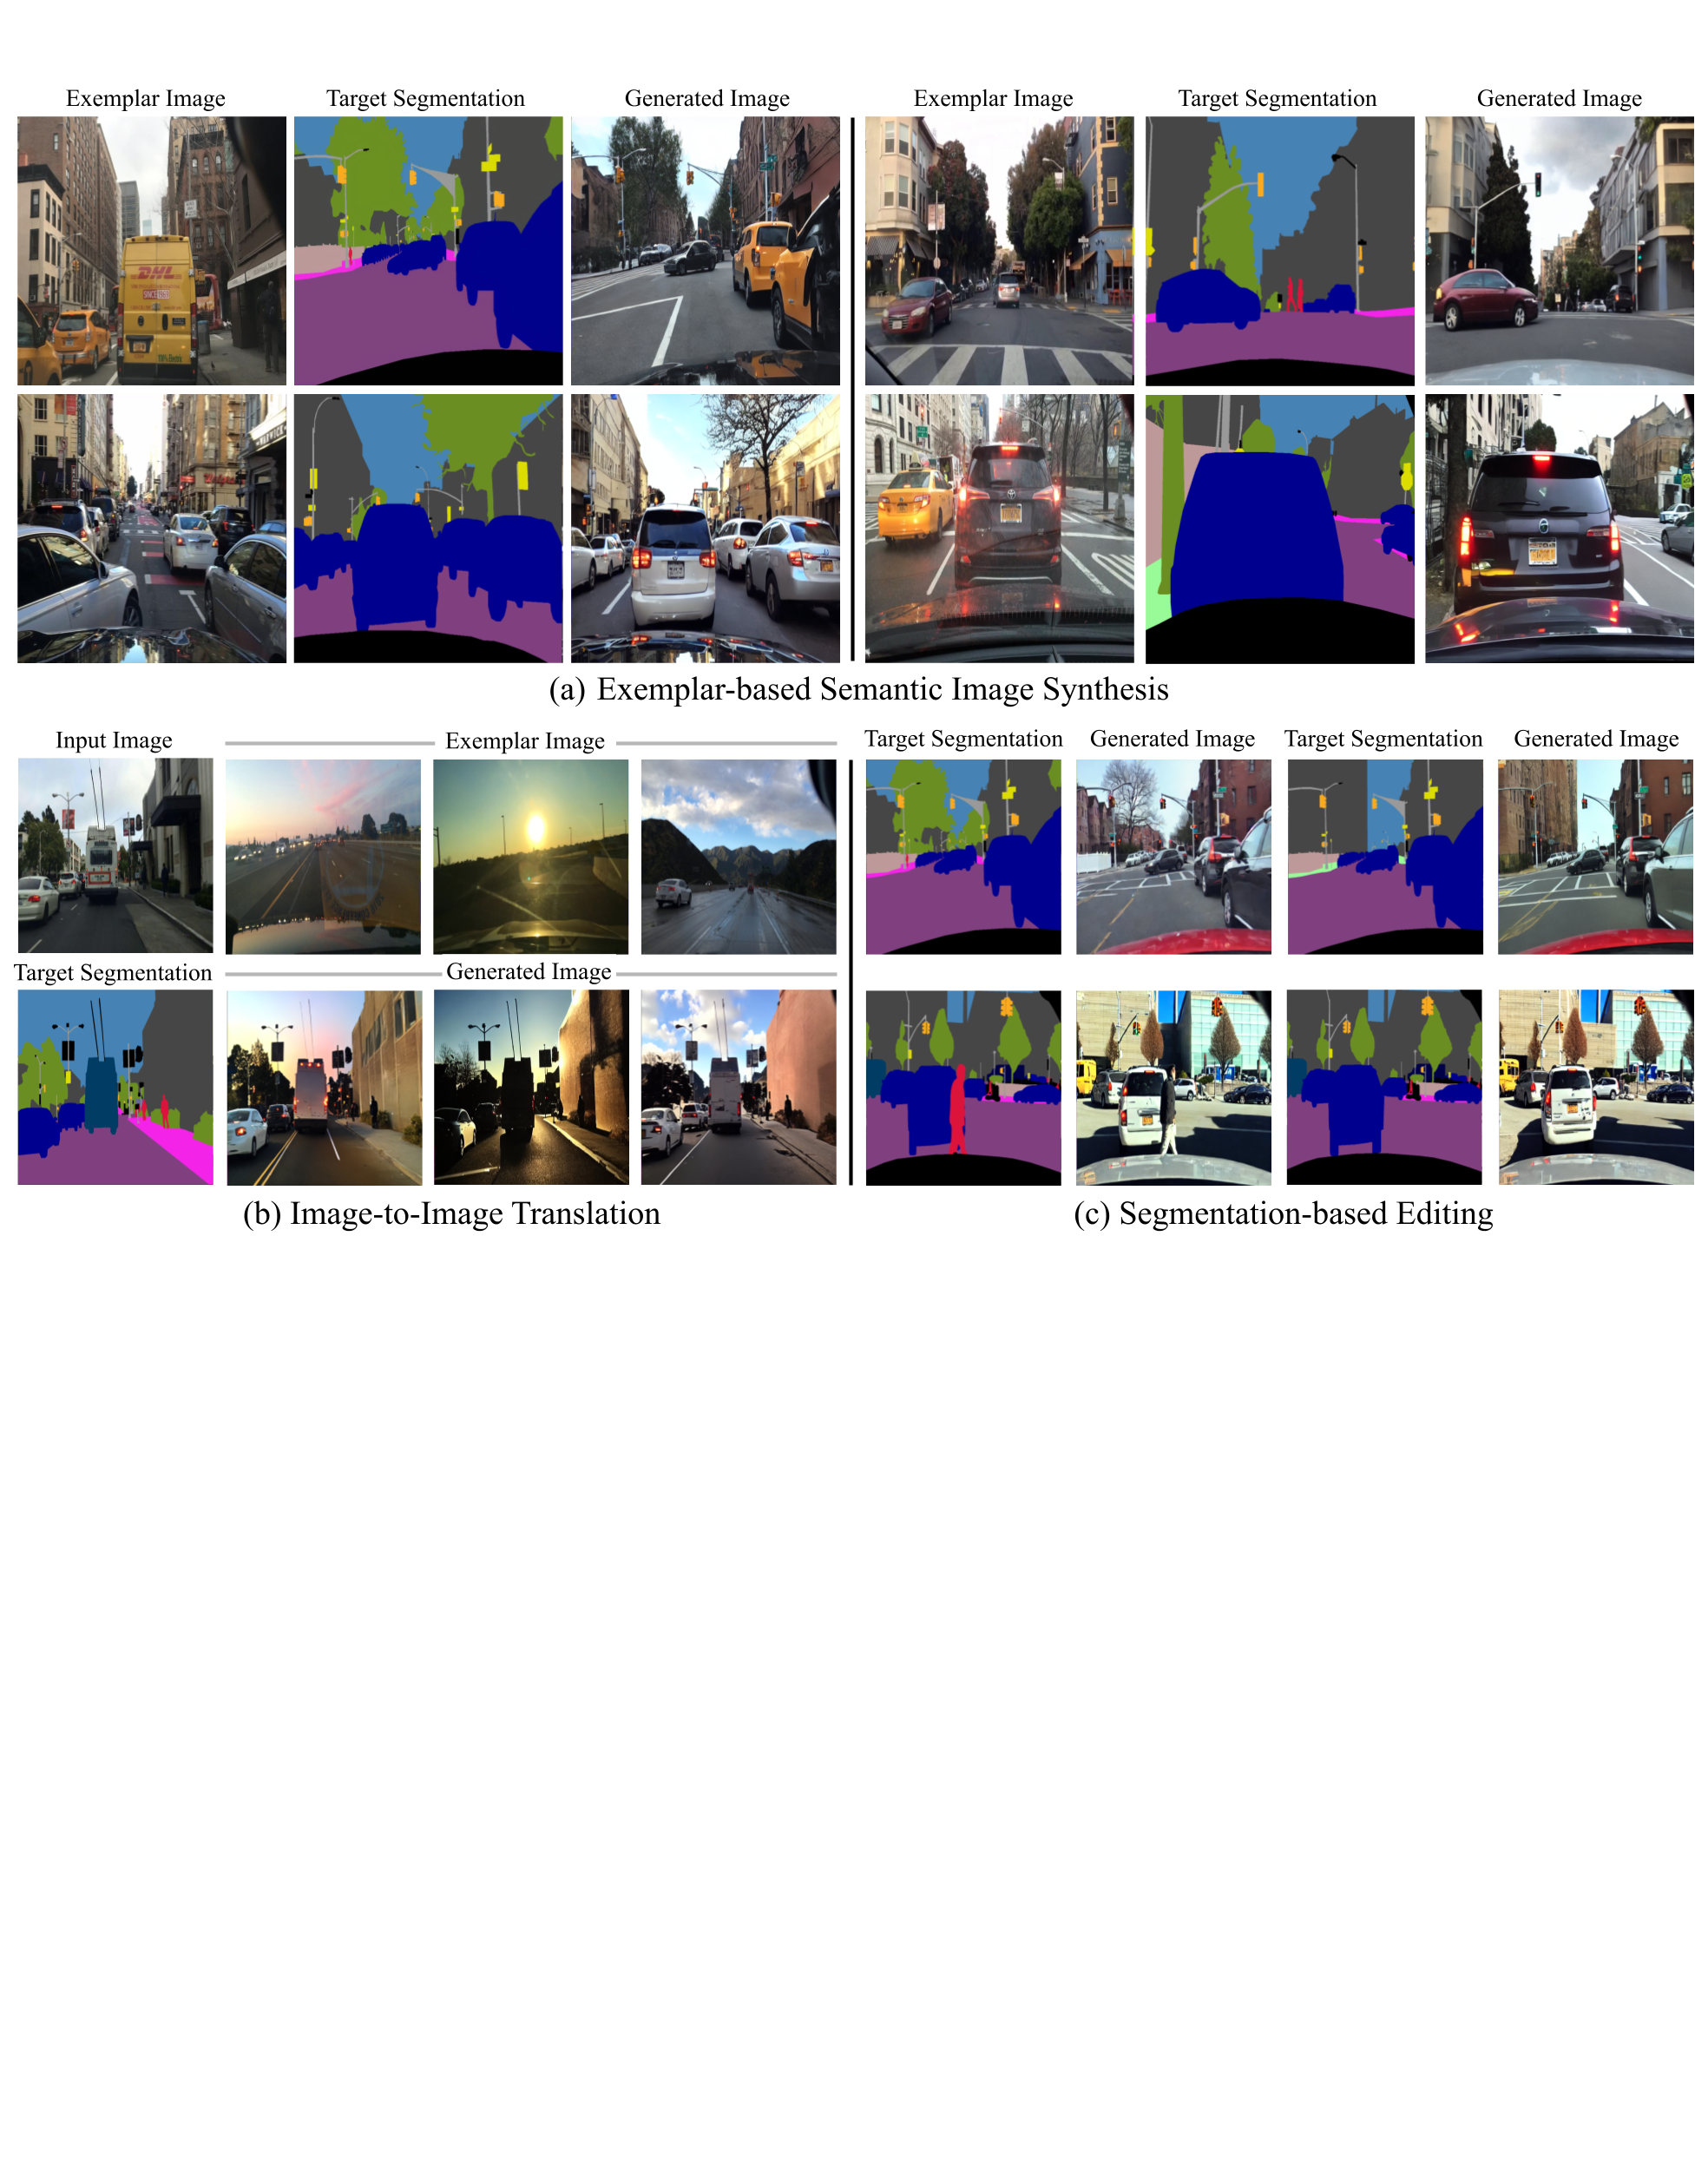 Exemplar Image Target Segmentation Generated Image Exemplar Image Target Segmentation Generated Image
DHL
(a) Exemplar-based Semantic Image Synthesis
Input Image Exemplar Image Target Segmentation Generated Image Target Segmentation Generated Image
Target Segmentation Generated Image
(b) Image-to-Image Translation (c) Segmentation-based Editing